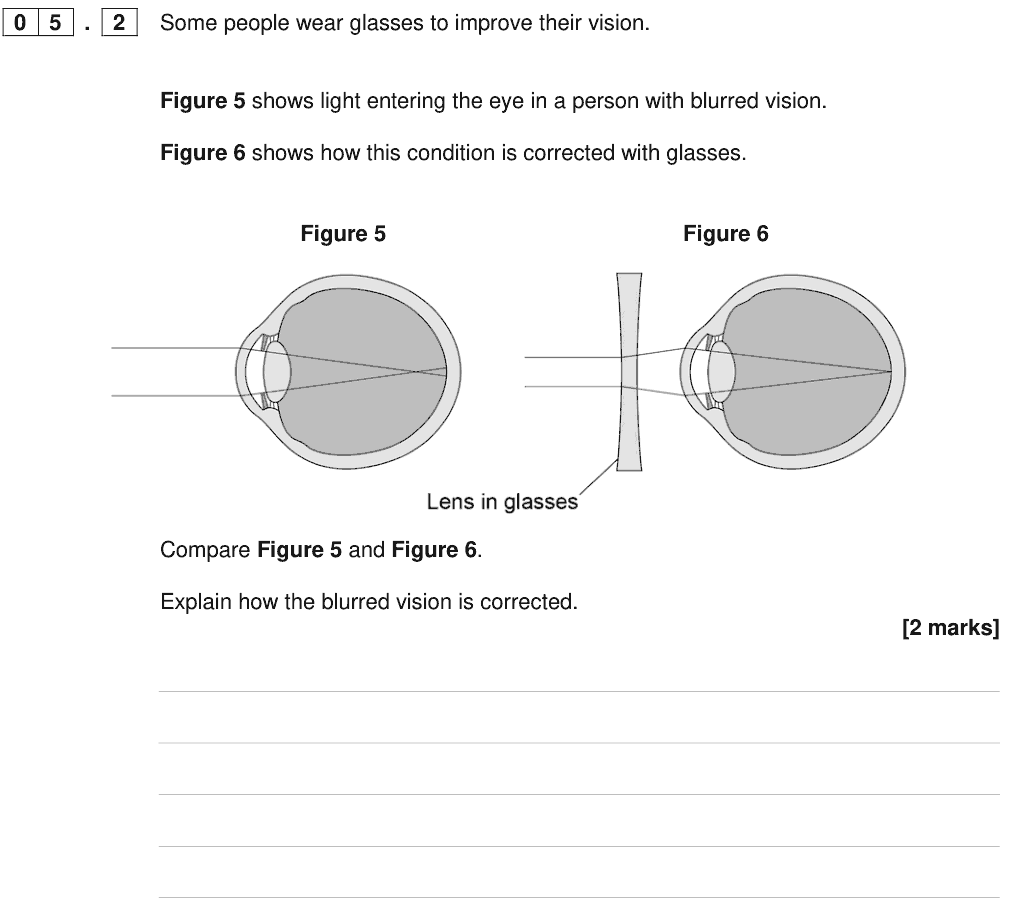 0 5 . 2 Some people wear glasses to improve their vision.
Figure 5 shows light entering the eye in a person with blurred vision.
Figure 6 shows how this condition is corrected with glasses.
Figure 5 Figure 6
Lens in glasses
Compare Figure 5 and Figure 6.
Explain how the blurred vision is corrected.
[2 marks]